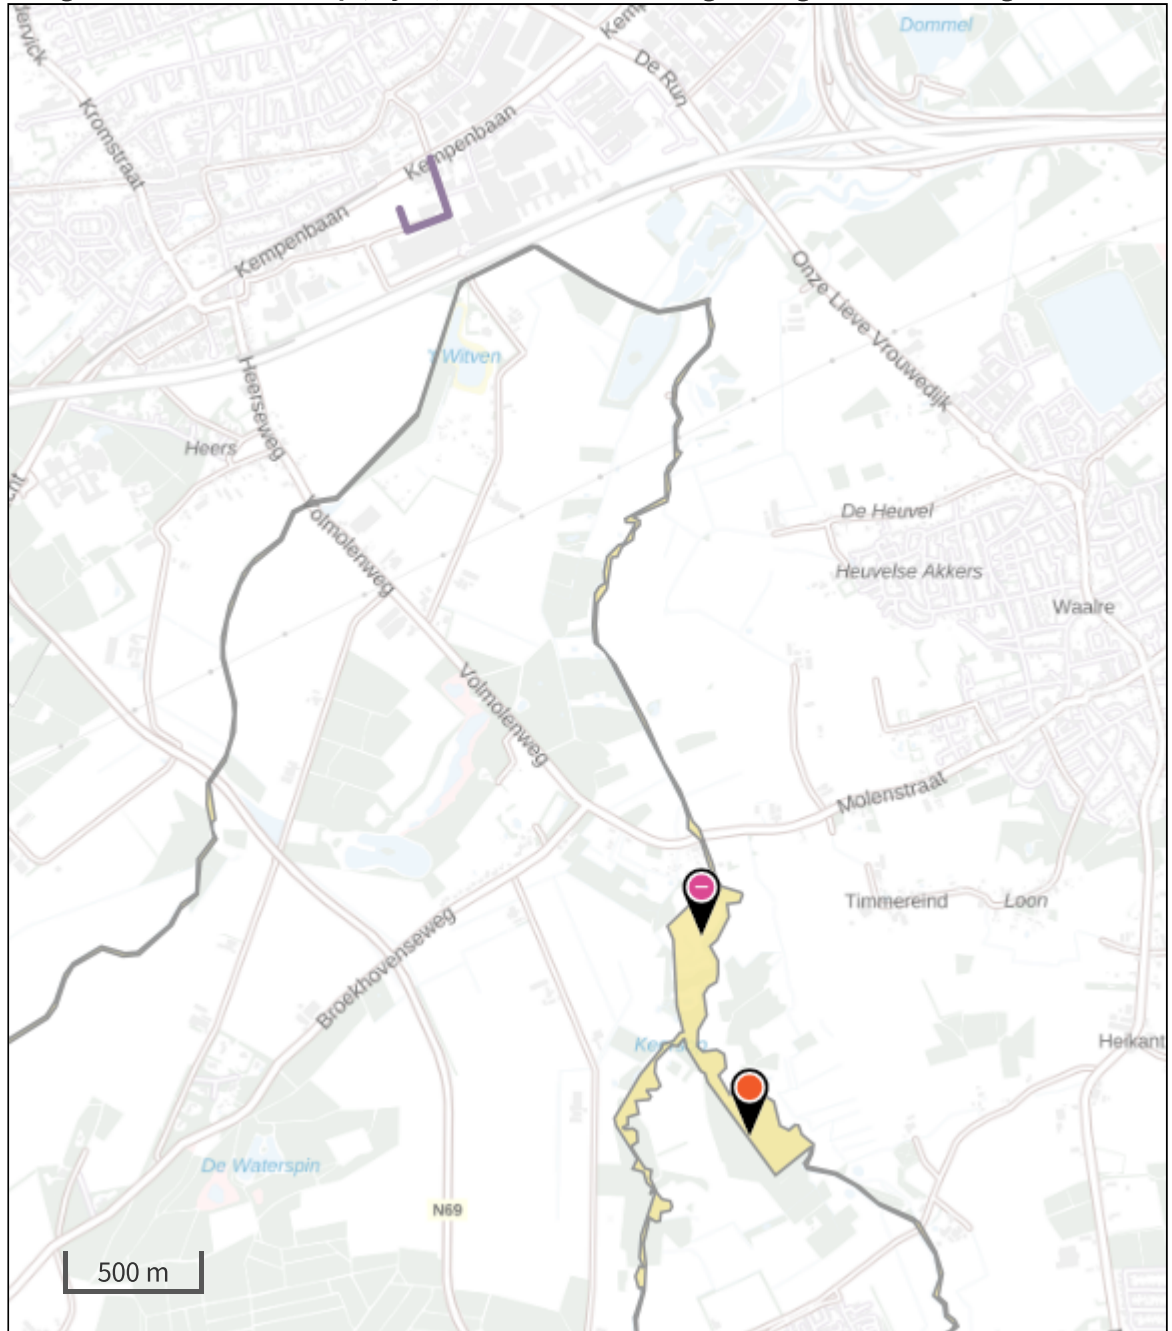 Dommel
Kemp
De Run
Kromstraat
Kempenbaan
Kempenbaan
Onze Lieve Vrouwedijk
't Witven
Heerseweg
Heers
Volmolenweg
De Heuvel
Heuvelse Akkers
Waalre
Volmolenweg
Molenstraat
Timmereind
Loon
Broekhovenseweg
Heikant
De Waterspin
N69
500 m